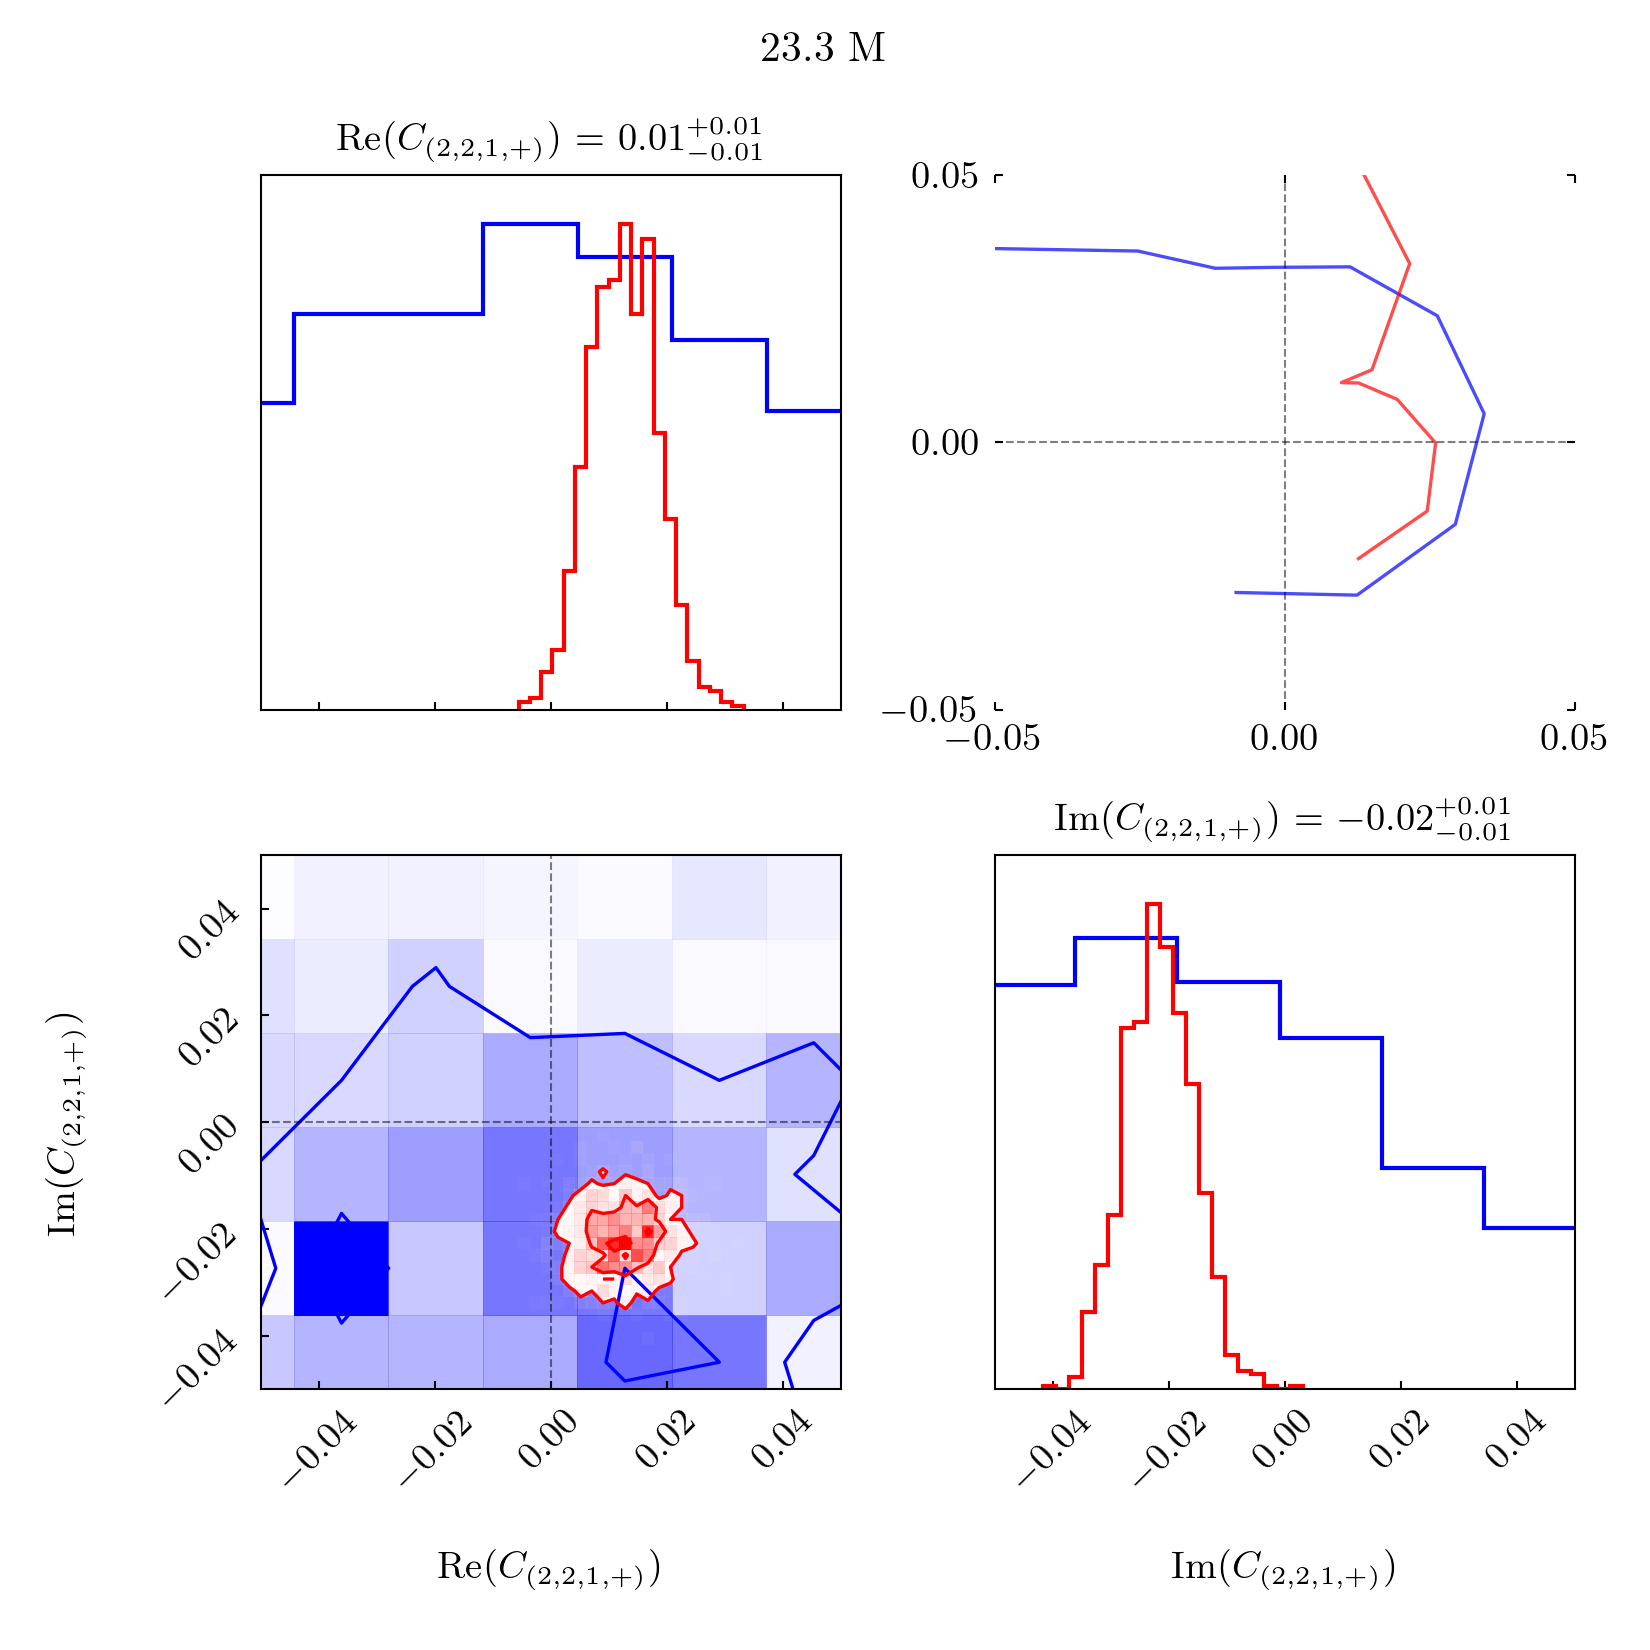 23.3 M
Re(C_{(2,2,1,+)}) = 0.01^{+0.01}_{-0.01}
0.05
0.00
−0.05
−0.05 0.00 0.05
Im(C_{(2,2,1,+)}) = −0.02^{+0.01}_{-0.01}
0.04
0.02
0.00
−0.02
−0.04
Im(C_{(2,2,1,+)})
−0.04 −0.02 0.00 0.02 0.04
−0.04 −0.02 0.00 0.02 0.04
Re(C_{(2,2,1,+)})
Im(C_{(2,2,1,+)})